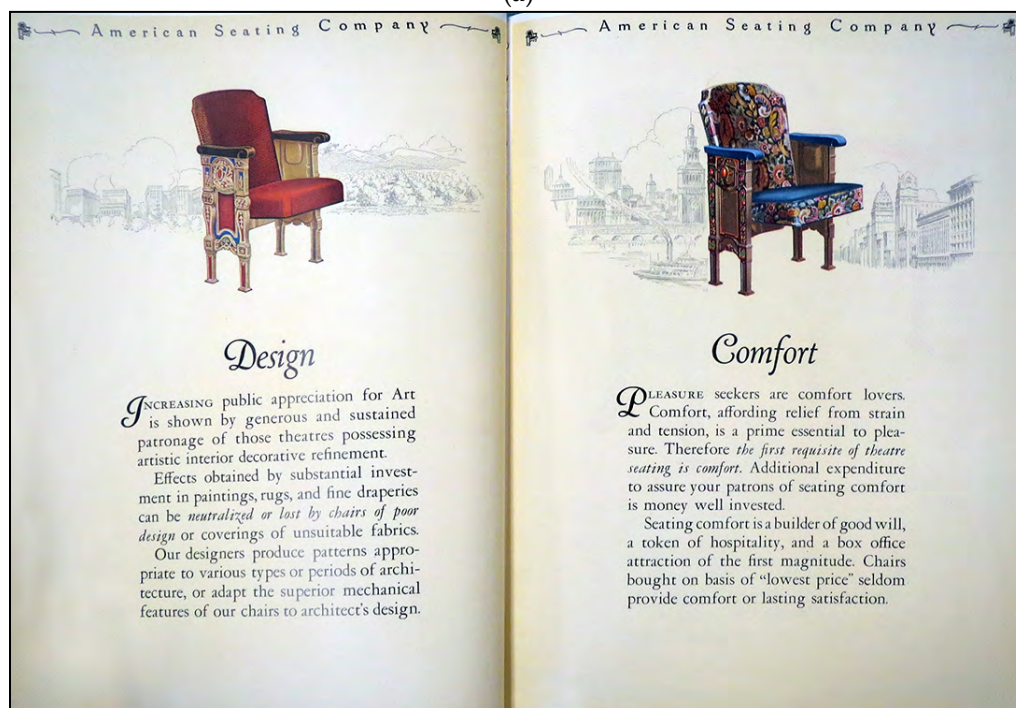 American Seating Company
Design
INCREASING public appreciation for Art
is shown by generous and sustained
patronage of those theatres possessing
artistic interior decorative refinement.
Effects obtained by substantial invest-
ment in paintings, rugs, and fine draperies
can be neutralized or lost by chairs of poor
design or coverings of unsuitable fabrics.
Our designers produce patterns appro-
priate to various types or periods of archi-
tecture, or adapt the superior mechanical
features of our chairs to architect's design.
American Seating Company
Comfort
PLEASURE seekers are comfort lovers.
Comfort, affording relief from strain
and tension, is a prime essential to plea-
sure. Therefore the first requisite of theatre
seating is comfort. Additional expenditure
to assure your patrons of seating comfort
is money well invested.
Seating comfort is a builder of good will,
a token of hospitality, and a box office
attraction of the first magnitude. Chairs
bought on basis of "lowest price" seldom
provide comfort or lasting satisfaction.